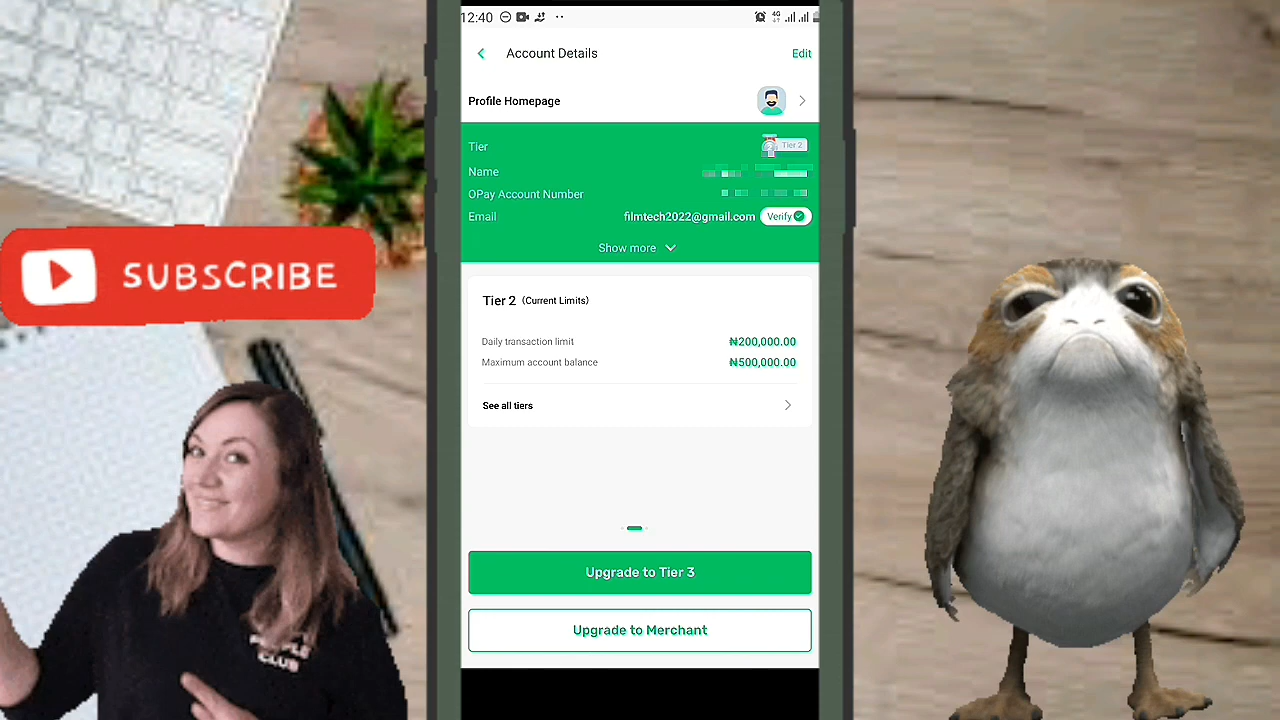 12:40
4G
Account Details
Edit
Profile Homepage
Tier
Tier 2
Name
OPay Account Number
Email
filmtech2022@gmail.com
Verify
Show more
SUBSCRIBE
Tier 2 (Current Limits)
Daily transaction limit
₦200,000.00
Maximum account balance
₦500,000.00
See all tiers
Upgrade to Tier 3
Upgrade to Merchant
CLUB